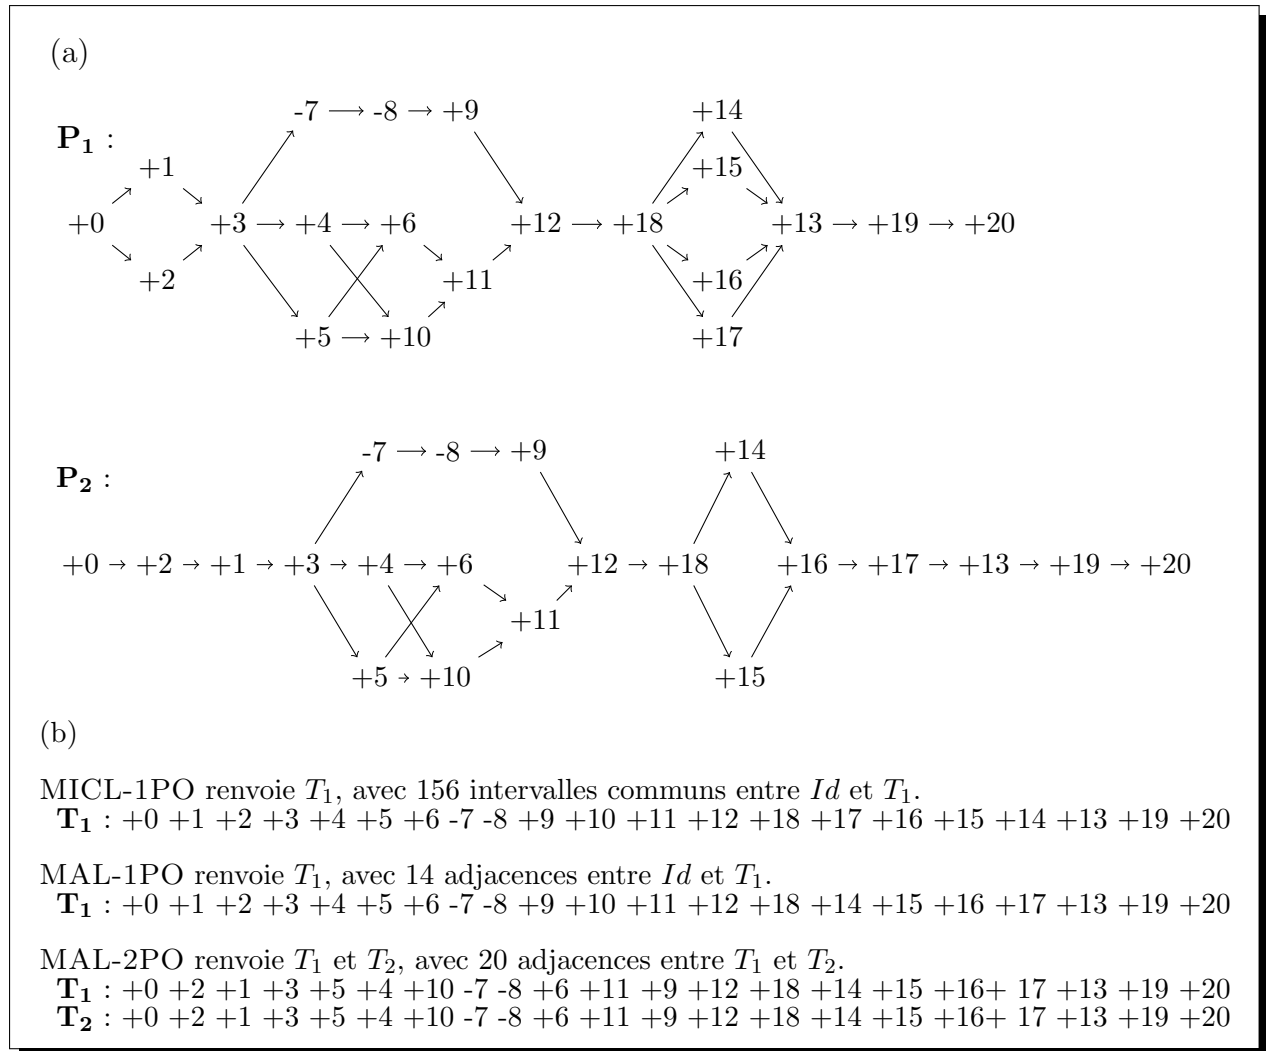 (a)
-7 → -8 → +9 +14
P₁ :
+1 +15
+0 +3 → +4 → +6 +12 → +18 +13 → +19 → +20
+2 +11 +16
+5 → +10 +17
-7 → -8 → +9 +14
P₂ :
+0 → +2 → +1 → +3 → +4 → +6 +12 → +18 +16 → +17 → +13 → +19 → +20
+11
+5 → +10 +15
(b)
MICL-1PO renvoie T₁, avec 156 intervalles communs entre Id et T₁.
T₁ : +0 +1 +2 +3 +4 +5 +6 -7 -8 +9 +10 +11 +12 +18 +17 +16 +15 +14 +13 +19 +20
MAL-1PO renvoie T₁, avec 14 adjacences entre Id et T₁.
T₁ : +0 +1 +2 +3 +4 +5 +6 -7 -8 +9 +10 +11 +12 +18 +14 +15 +16 +17 +13 +19 +20
MAL-2PO renvoie T₁ et T₂, avec 20 adjacences entre T₁ et T₂.
T₁ : +0 +2 +1 +3 +5 +4 +10 -7 -8 +6 +11 +9 +12 +18 +14 +15 +16+ 17 +13 +19 +20
T₂ : +0 +2 +1 +3 +5 +4 +10 -7 -8 +6 +11 +9 +12 +18 +14 +15 +16+ 17 +13 +19 +20